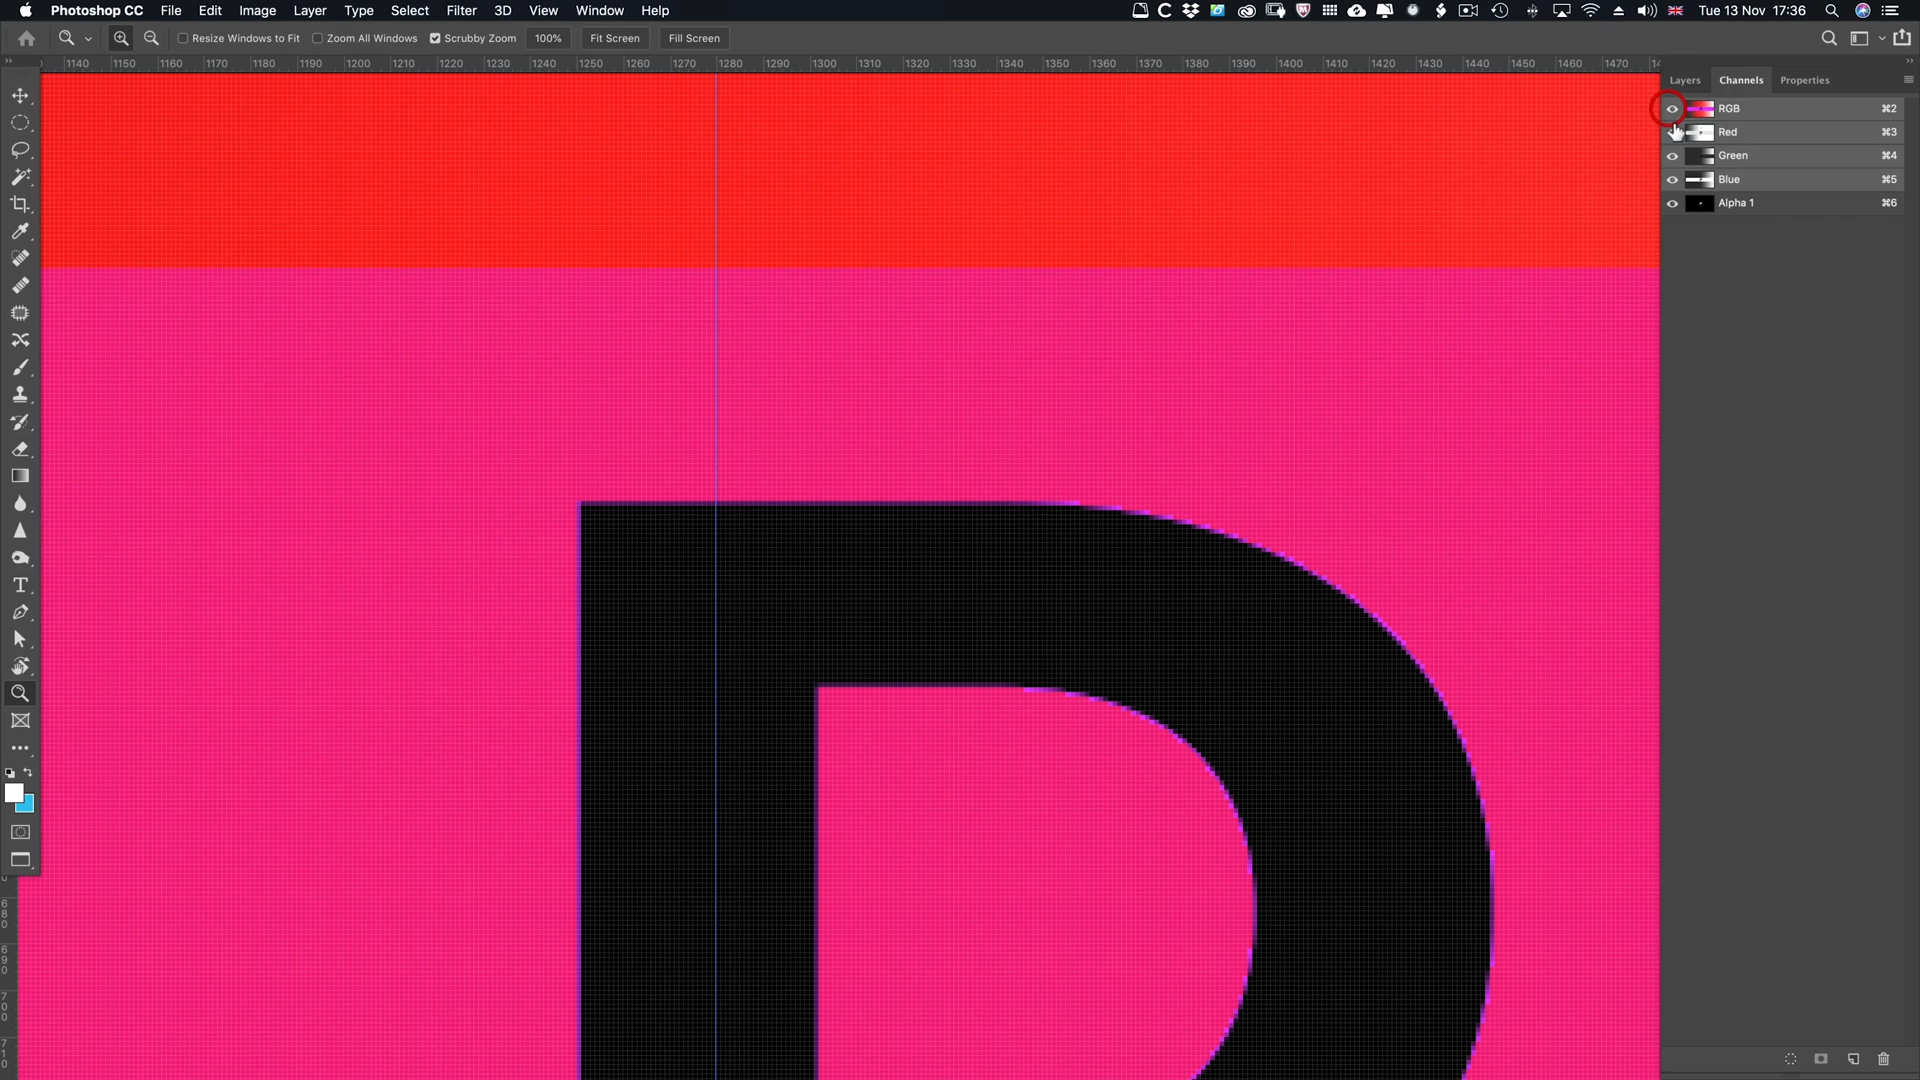 Photoshop CC File Edit Image Layer Type Select Filter 3D View Window Help Tue 13 Nov 17:36
Resize Windows to Fit Zoom All Windows Scrubby Zoom 100% Fit Screen Fill Screen
1140 1150 1160 1170 1180 1190 1200 1210 1220 1230 1240 1250 1260 1270 1280 1290 1300 1310 1320 1330 1340 1350 1360 1370 1380 1390 1400 1410 1420 1430 1440 1450 1460 1470
Layers Channels Properties
RGB ⌘2
Red ⌘3
Green ⌘4
Blue ⌘5
Alpha 1 ⌘6
680
690
700
710